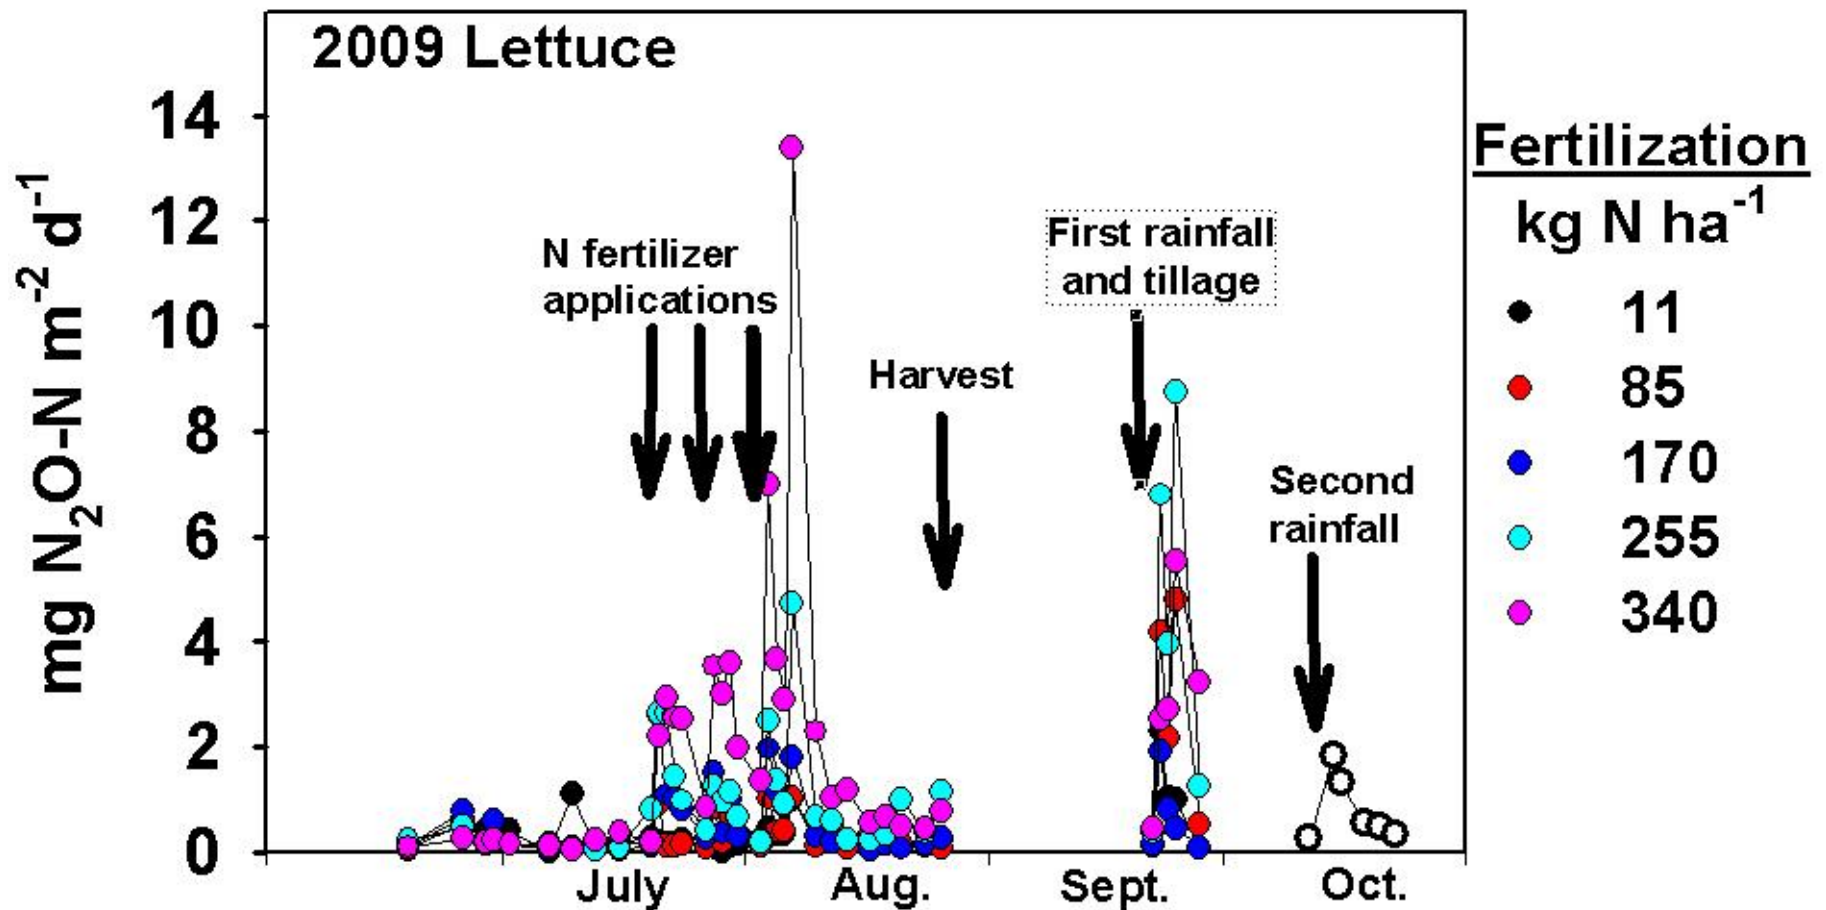 2009 Lettuce
14
12
10
8
6
4
2
0
mg N₂O-N m⁻² d⁻¹
N fertilizer
applications
Harvest
First rainfall
and tillage
Second
rainfall
July
Aug.
Sept.
Oct.
Fertilization
kg N ha⁻¹
11
85
170
255
340